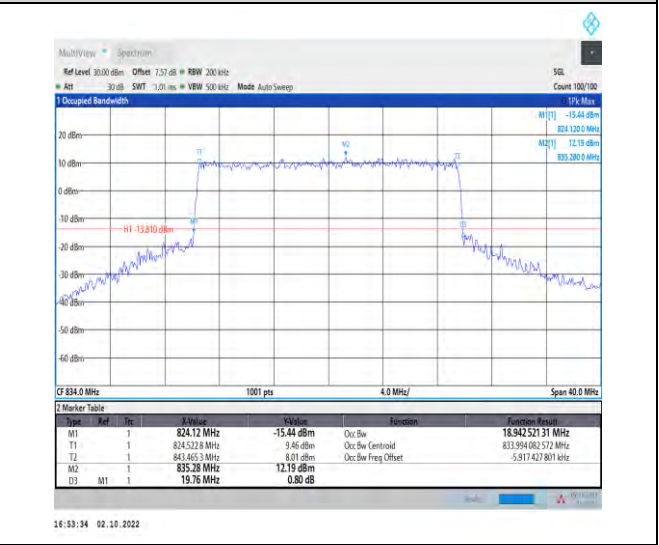 MultiView Spectrum
Ref Level 30.00 dBm Offset 7.57 dB RBW 200 kHz SGL
Att 30 dB SWT 1.01 ms VBW 500 kHz Mode Auto Sweep Count 100/100
1 Occupied Bandwidth 1Pk Max
M1[1] -15.44 dBm
824.120 0 MHz
M2[1] 12.19 dBm
835.280 0 MHz
20 dBm
T1 M2 T2
10 dBm
0 dBm
-10 dBm
M1 D3
H1 -13.810 dBm
-20 dBm
-30 dBm
-40 dBm
-50 dBm
-60 dBm
CF 834.0 MHz 1001 pts 4.0 MHz/ Span 40.0 MHz
2 Marker Table
Type Ref Trc X-Value Y-Value Function Function Result
M1 1 824.12 MHz -15.44 dBm Occ Bw 18.942 521 31 MHz
T1 1 824.522 8 MHz 9.46 dBm Occ Bw Centroid 833.994 082 572 MHz
T2 1 843.465 3 MHz 8.01 dBm Occ Bw Freq Offset -5.917 427 801 kHz
M2 1 835.28 MHz 12.19 dBm
D3 M1 1 19.76 MHz 0.80 dB
16:53:34 02.10.2022